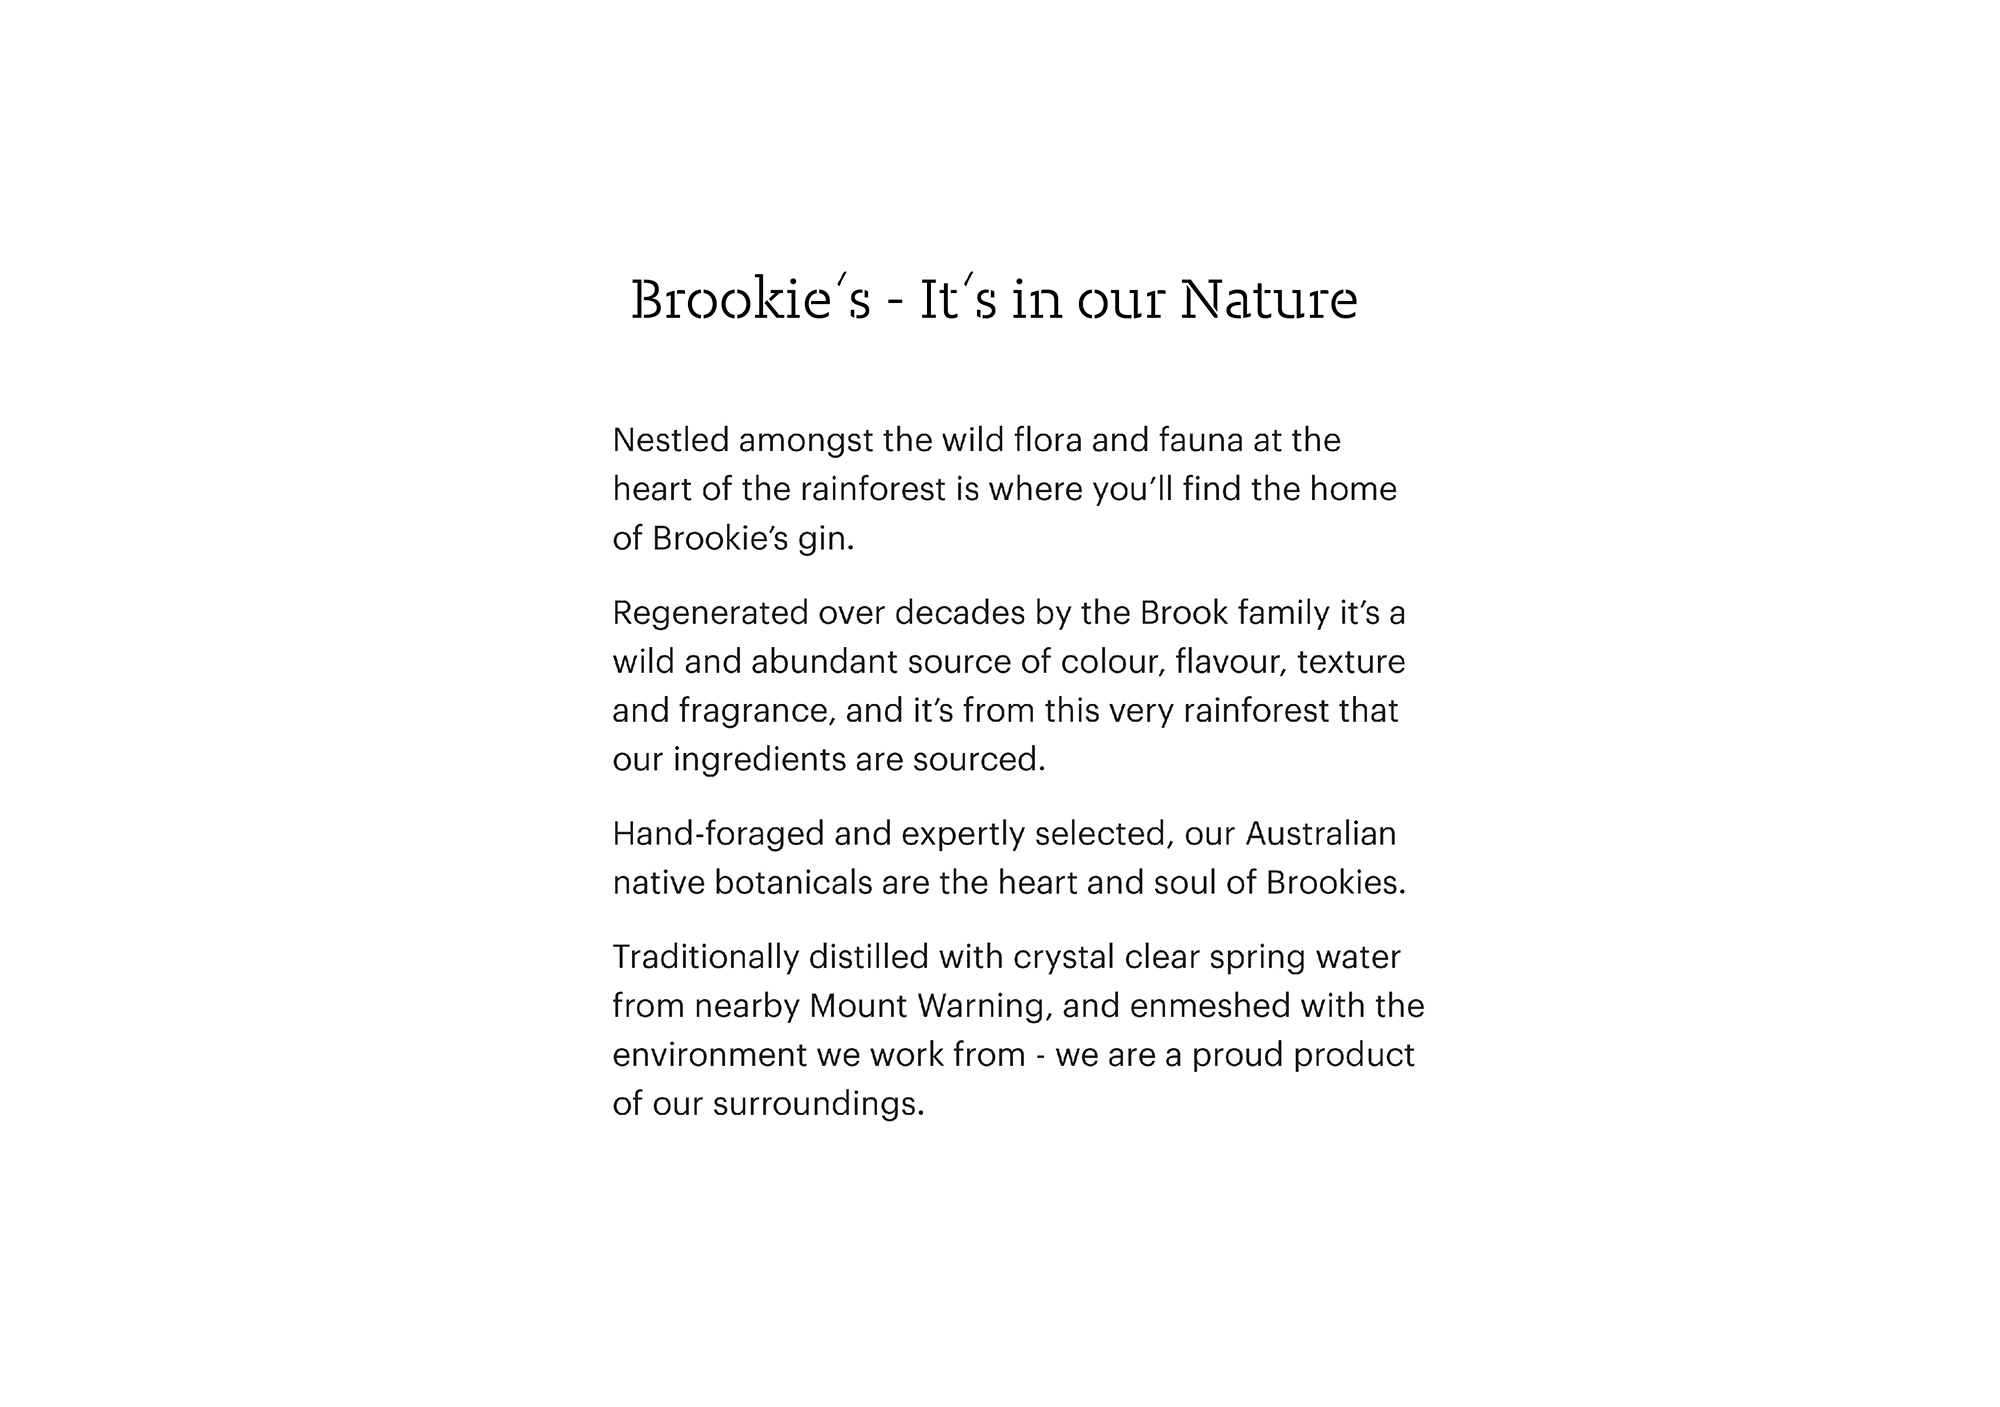 Brookie´s - It´s in our Nature
Nestled amongst the wild flora and fauna at the
heart of the rainforest is where you’ll find the home
of Brookie’s gin.
Regenerated over decades by the Brook family it’s a
wild and abundant source of colour, flavour, texture
and fragrance, and it’s from this very rainforest that
our ingredients are sourced.
Hand-foraged and expertly selected, our Australian
native botanicals are the heart and soul of Brookies.
Traditionally distilled with crystal clear spring water
from nearby Mount Warning, and enmeshed with the
environment we work from - we are a proud product
of our surroundings.